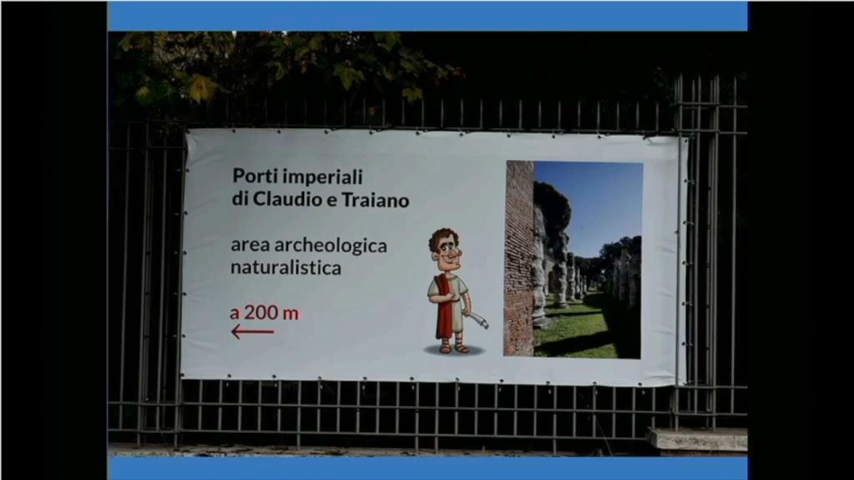 Porti imperiali
di Claudio e Traiano
area archeologica
naturalistica
a 200 m